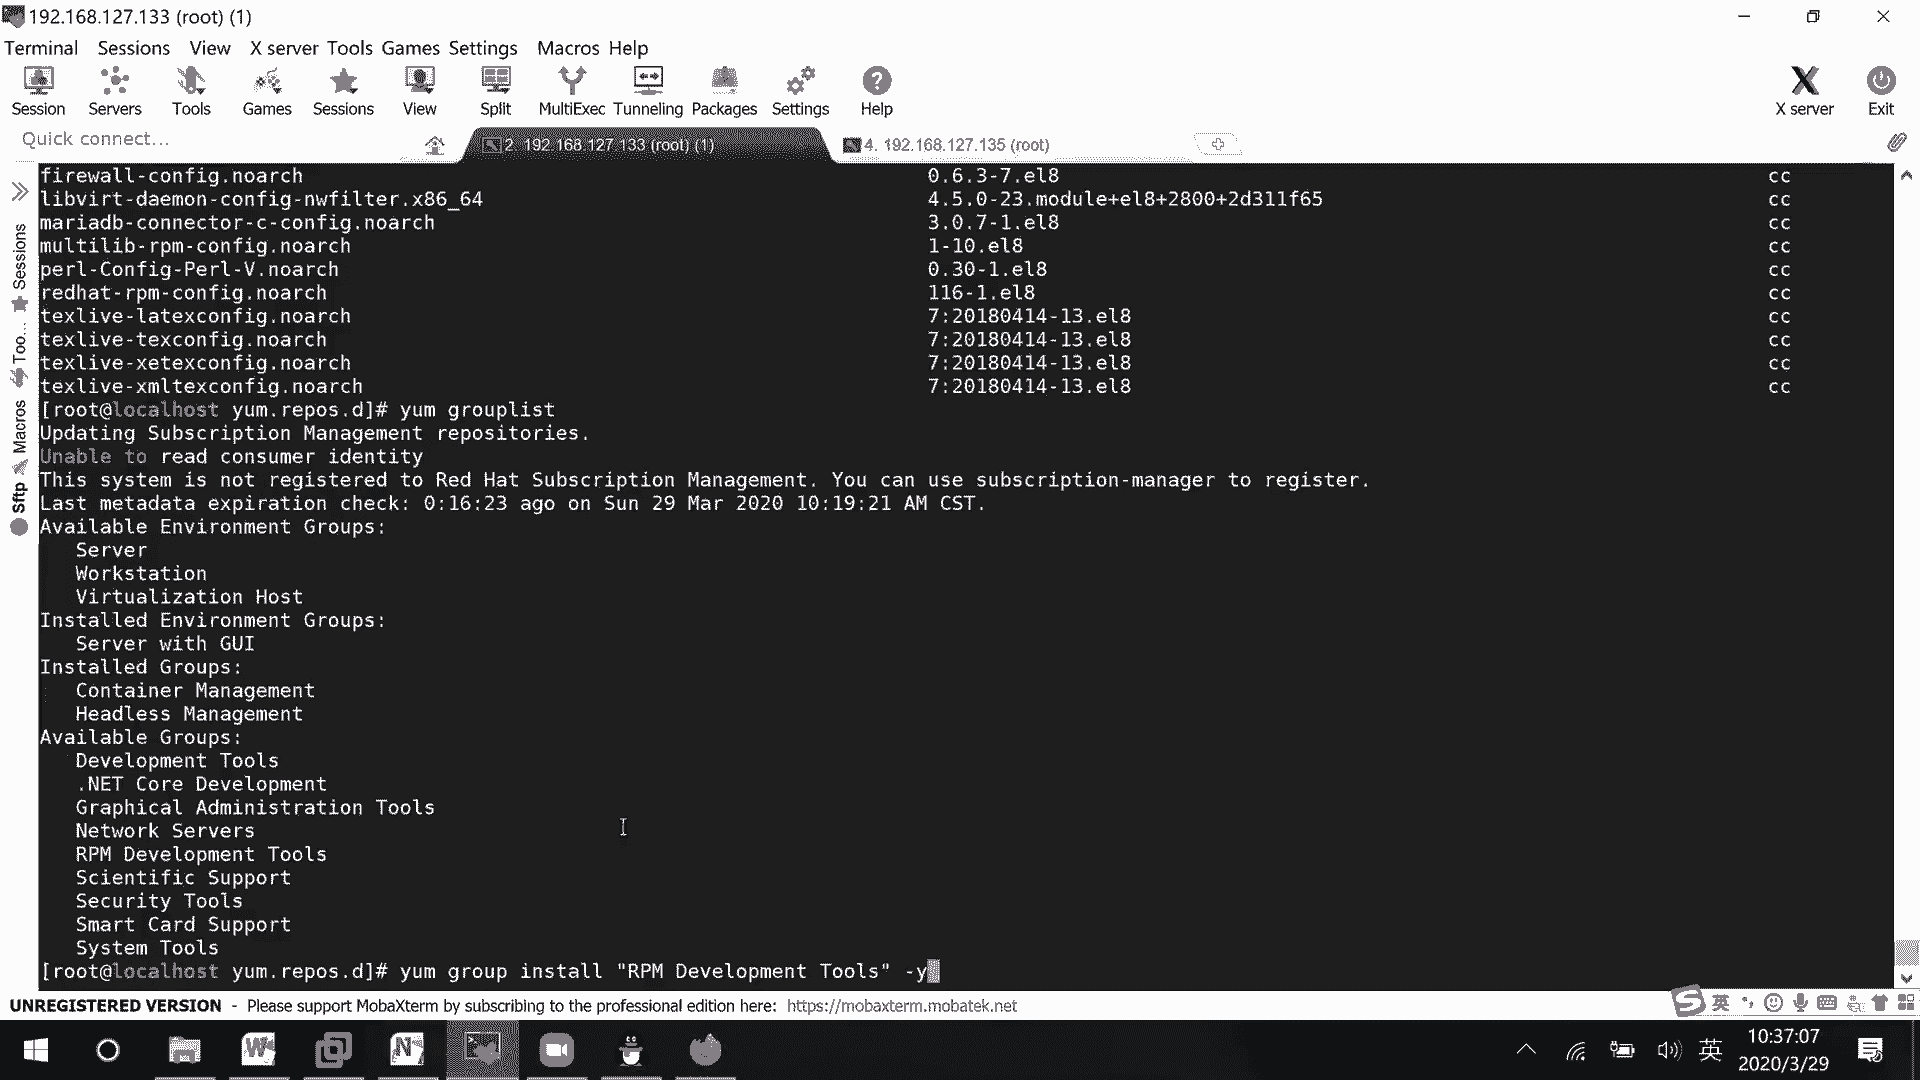 192.168.127.133 (root) (1)
Terminal Sessions View X server Tools Games Settings Macros Help
Session Servers Tools Games Sessions View Split MultiExec Tunneling Packages Settings Help X server Exit
Quick connect...
2. 192.168.127.133 (root) (1)
4. 192.168.127.135 (root)
Sessions
Too...
Macros
Sftp
firewall-config.noarch 0.6.3-7.el8 cc
libvirt-daemon-config-nwfilter.x86_64 4.5.0-23.module+el8+2800+2d311f65 cc
mariadb-connector-c-config.noarch 3.0.7-1.el8 cc
multilib-rpm-config.noarch 1-10.el8 cc
perl-Config-Perl-V.noarch 0.30-1.el8 cc
redhat-rpm-config.noarch 116-1.el8 cc
texlive-latexconfig.noarch 7:20180414-13.el8 cc
texlive-texconfig.noarch 7:20180414-13.el8 cc
texlive-xetexconfig.noarch 7:20180414-13.el8 cc
texlive-xmltexconfig.noarch 7:20180414-13.el8 cc
[root@localhost yum.repos.d]# yum grouplist
Updating Subscription Management repositories.
Unable to read consumer identity
This system is not registered to Red Hat Subscription Management. You can use subscription-manager to register.
Last metadata expiration check: 0:16:23 ago on Sun 29 Mar 2020 10:19:21 AM CST.
Available Environment Groups:
Server
Workstation
Virtualization Host
Installed Environment Groups:
Server with GUI
Installed Groups:
Container Management
Headless Management
Available Groups:
Development Tools
.NET Core Development
Graphical Administration Tools
Network Servers
RPM Development Tools
Scientific Support
Security Tools
Smart Card Support
System Tools
[root@localhost yum.repos.d]# yum group install "RPM Development Tools" -y
UNREGISTERED VERSION - Please support MobaXterm by subscribing to the professional edition here: https://mobaxterm.mobatek.net
英
英
10:37:07
2020/3/29